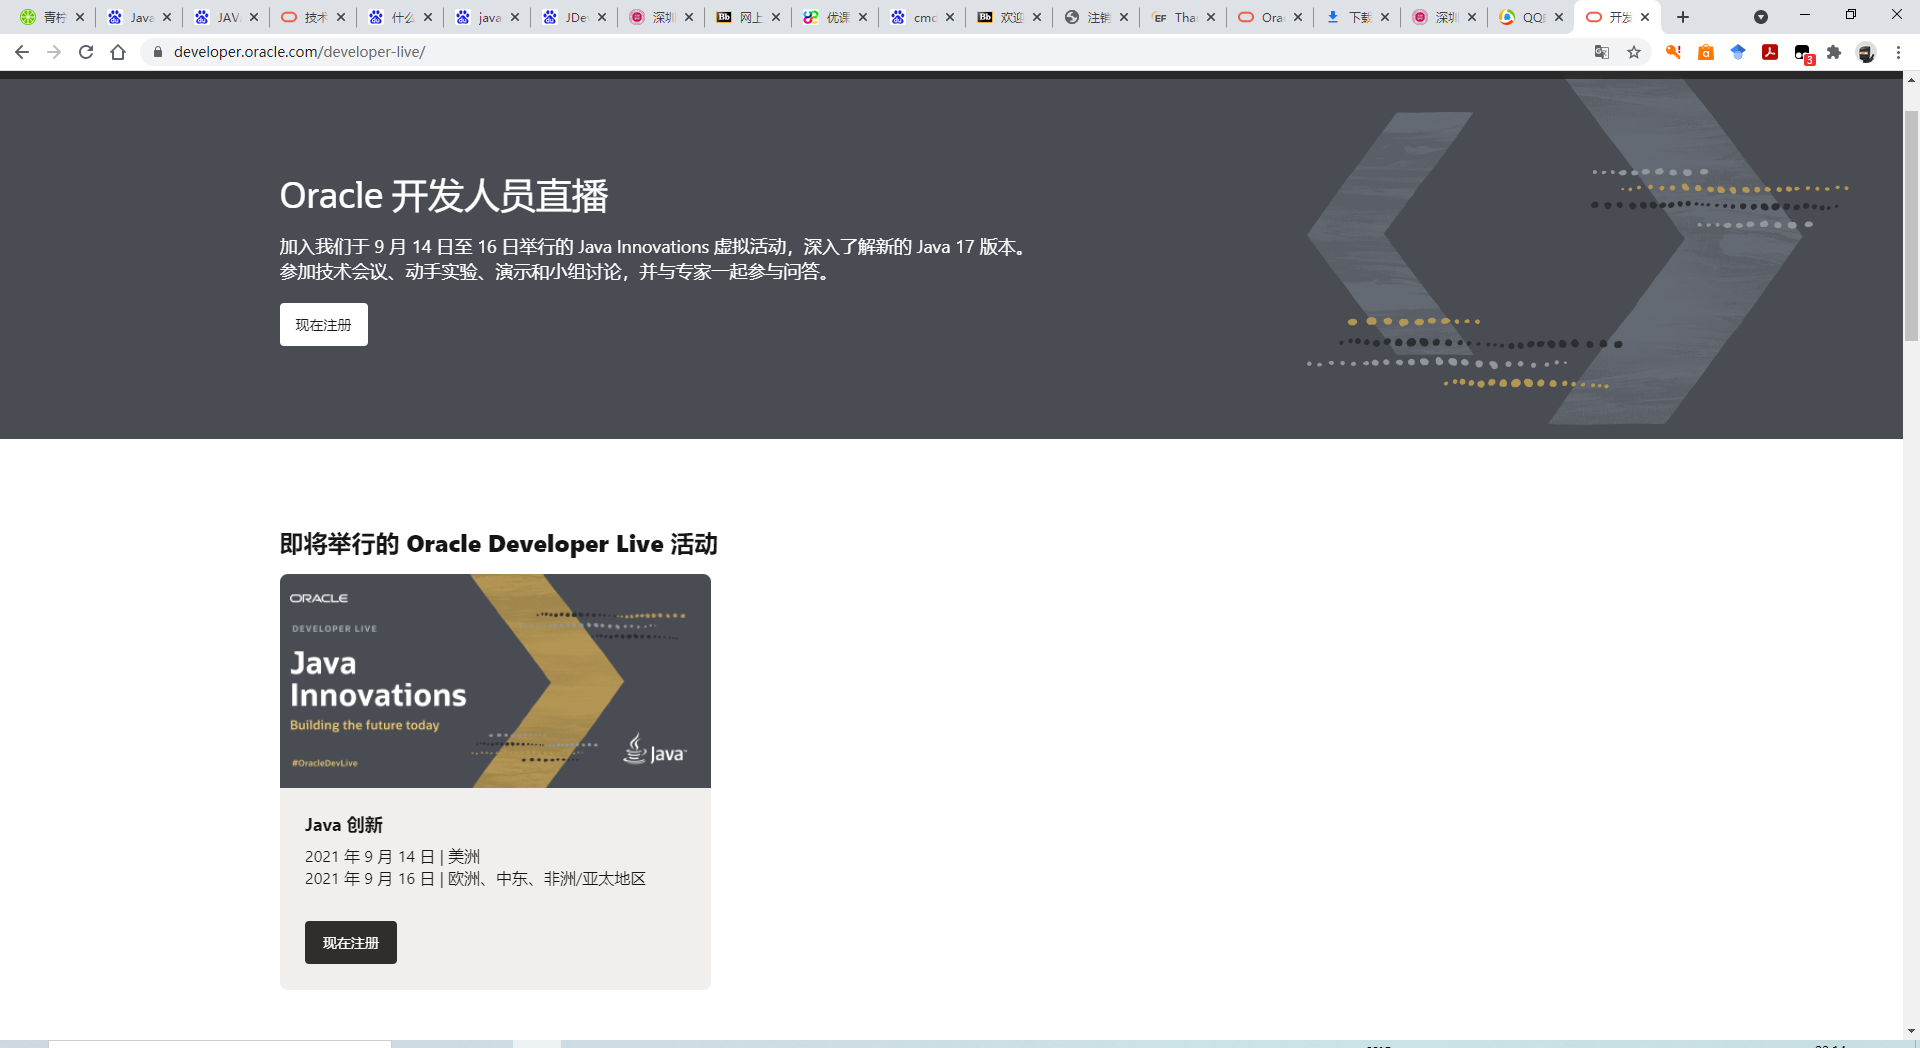 青柠
Java
JAV
技术
什么
java
JDe
深圳
Bb 网上
优课
cmd
Bb 欢迎
注销
EF Tha
Ora
下载
深圳
QQ
开发
developer.oracle.com/developer-live/
3
Oracle 开发人员直播
加入我们于 9 月 14 日至 16 日举行的 Java Innovations 虚拟活动，深入了解新的 Java 17 版本。
参加技术会议、动手实验、演示和小组讨论，并与专家一起参与问答。
现在注册
即将举行的 Oracle Developer Live 活动
ORACLE
DEVELOPER LIVE
Java
Innovations
Building the future today
#OracleDevLive
Java
Java 创新
2021 年 9 月 14 日 | 美洲
2021 年 9 月 16 日 | 欧洲、中东、非洲/亚太地区
现在注册